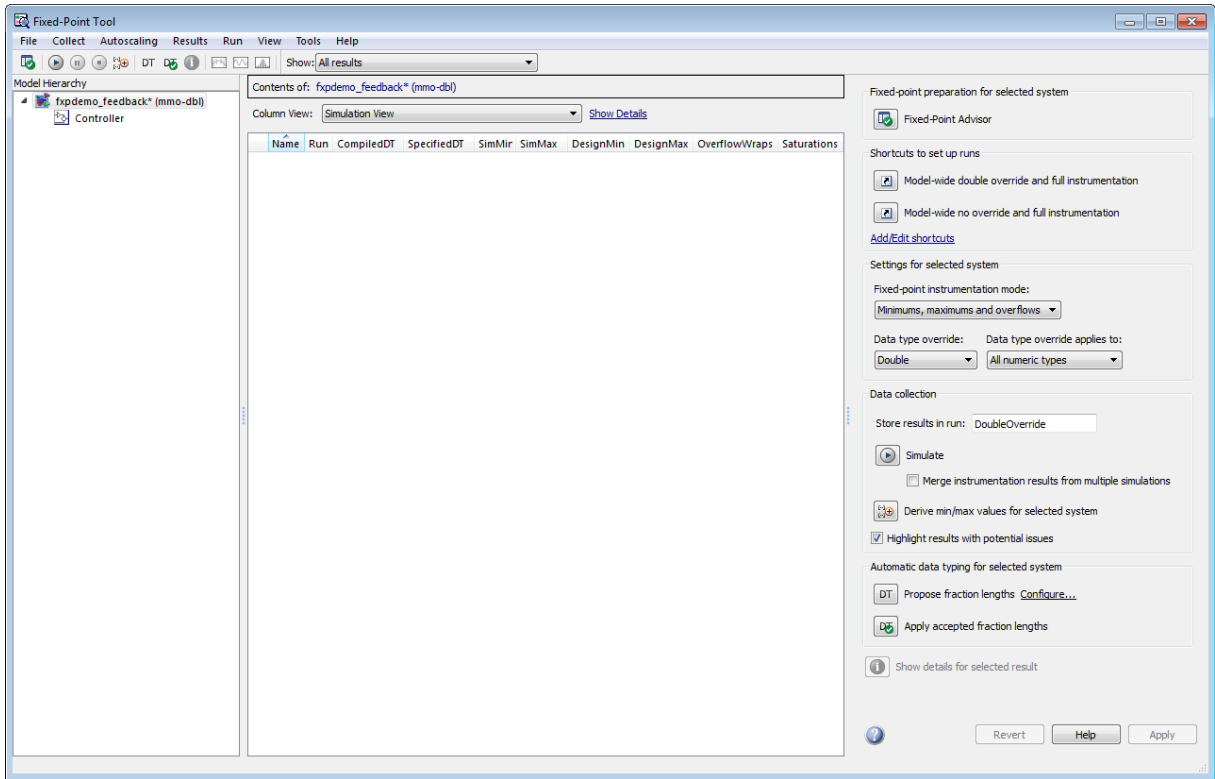 Fixed-Point Tool
File Collect Autoscaling Results Run View Tools Help
DT DT Show: All results
Model Hierarchy
fxpdemo_feedback* (mmo-dbl)
Controller
Contents of: fxpdemo_feedback* (mmo-dbl)
Column View: Simulation View Show Details
Name Run CompiledDT SpecifiedDT SimMin SimMax DesignMin DesignMax OverflowWraps Saturations
Fixed-point preparation for selected system
Fixed-Point Advisor
Shortcuts to set up runs
Model-wide double override and full instrumentation
Model-wide no override and full instrumentation
Add/Edit shortcuts
Settings for selected system
Fixed-point instrumentation mode:
Minimums, maximums and overflows
Data type override: Data type override applies to:
Double All numeric types
Data collection
Store results in run: DoubleOverride
Simulate
Merge instrumentation results from multiple simulations
Derive min/max values for selected system
Highlight results with potential issues
Automatic data typing for selected system
DT Propose fraction lengths Configure...
DT Apply accepted fraction lengths
Show details for selected result
Revert Help Apply